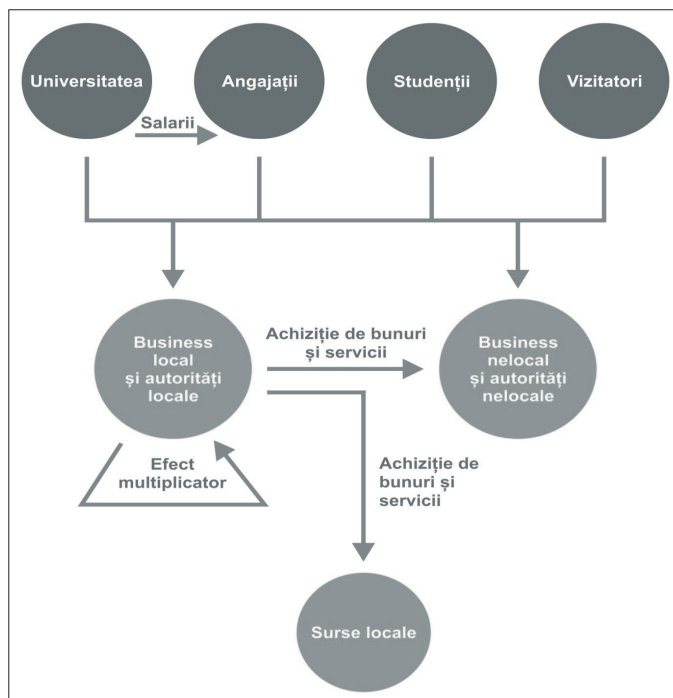 Universitatea
Angajații
Studenții
Vizitatori
Salarii
Business
local
și autorități
locale
Achiziție de bunuri
și servicii
Business
nelocal
și autorități
nelocale
Efect
multiplicator
Achiziție de
bunuri și
servicii
Surse locale